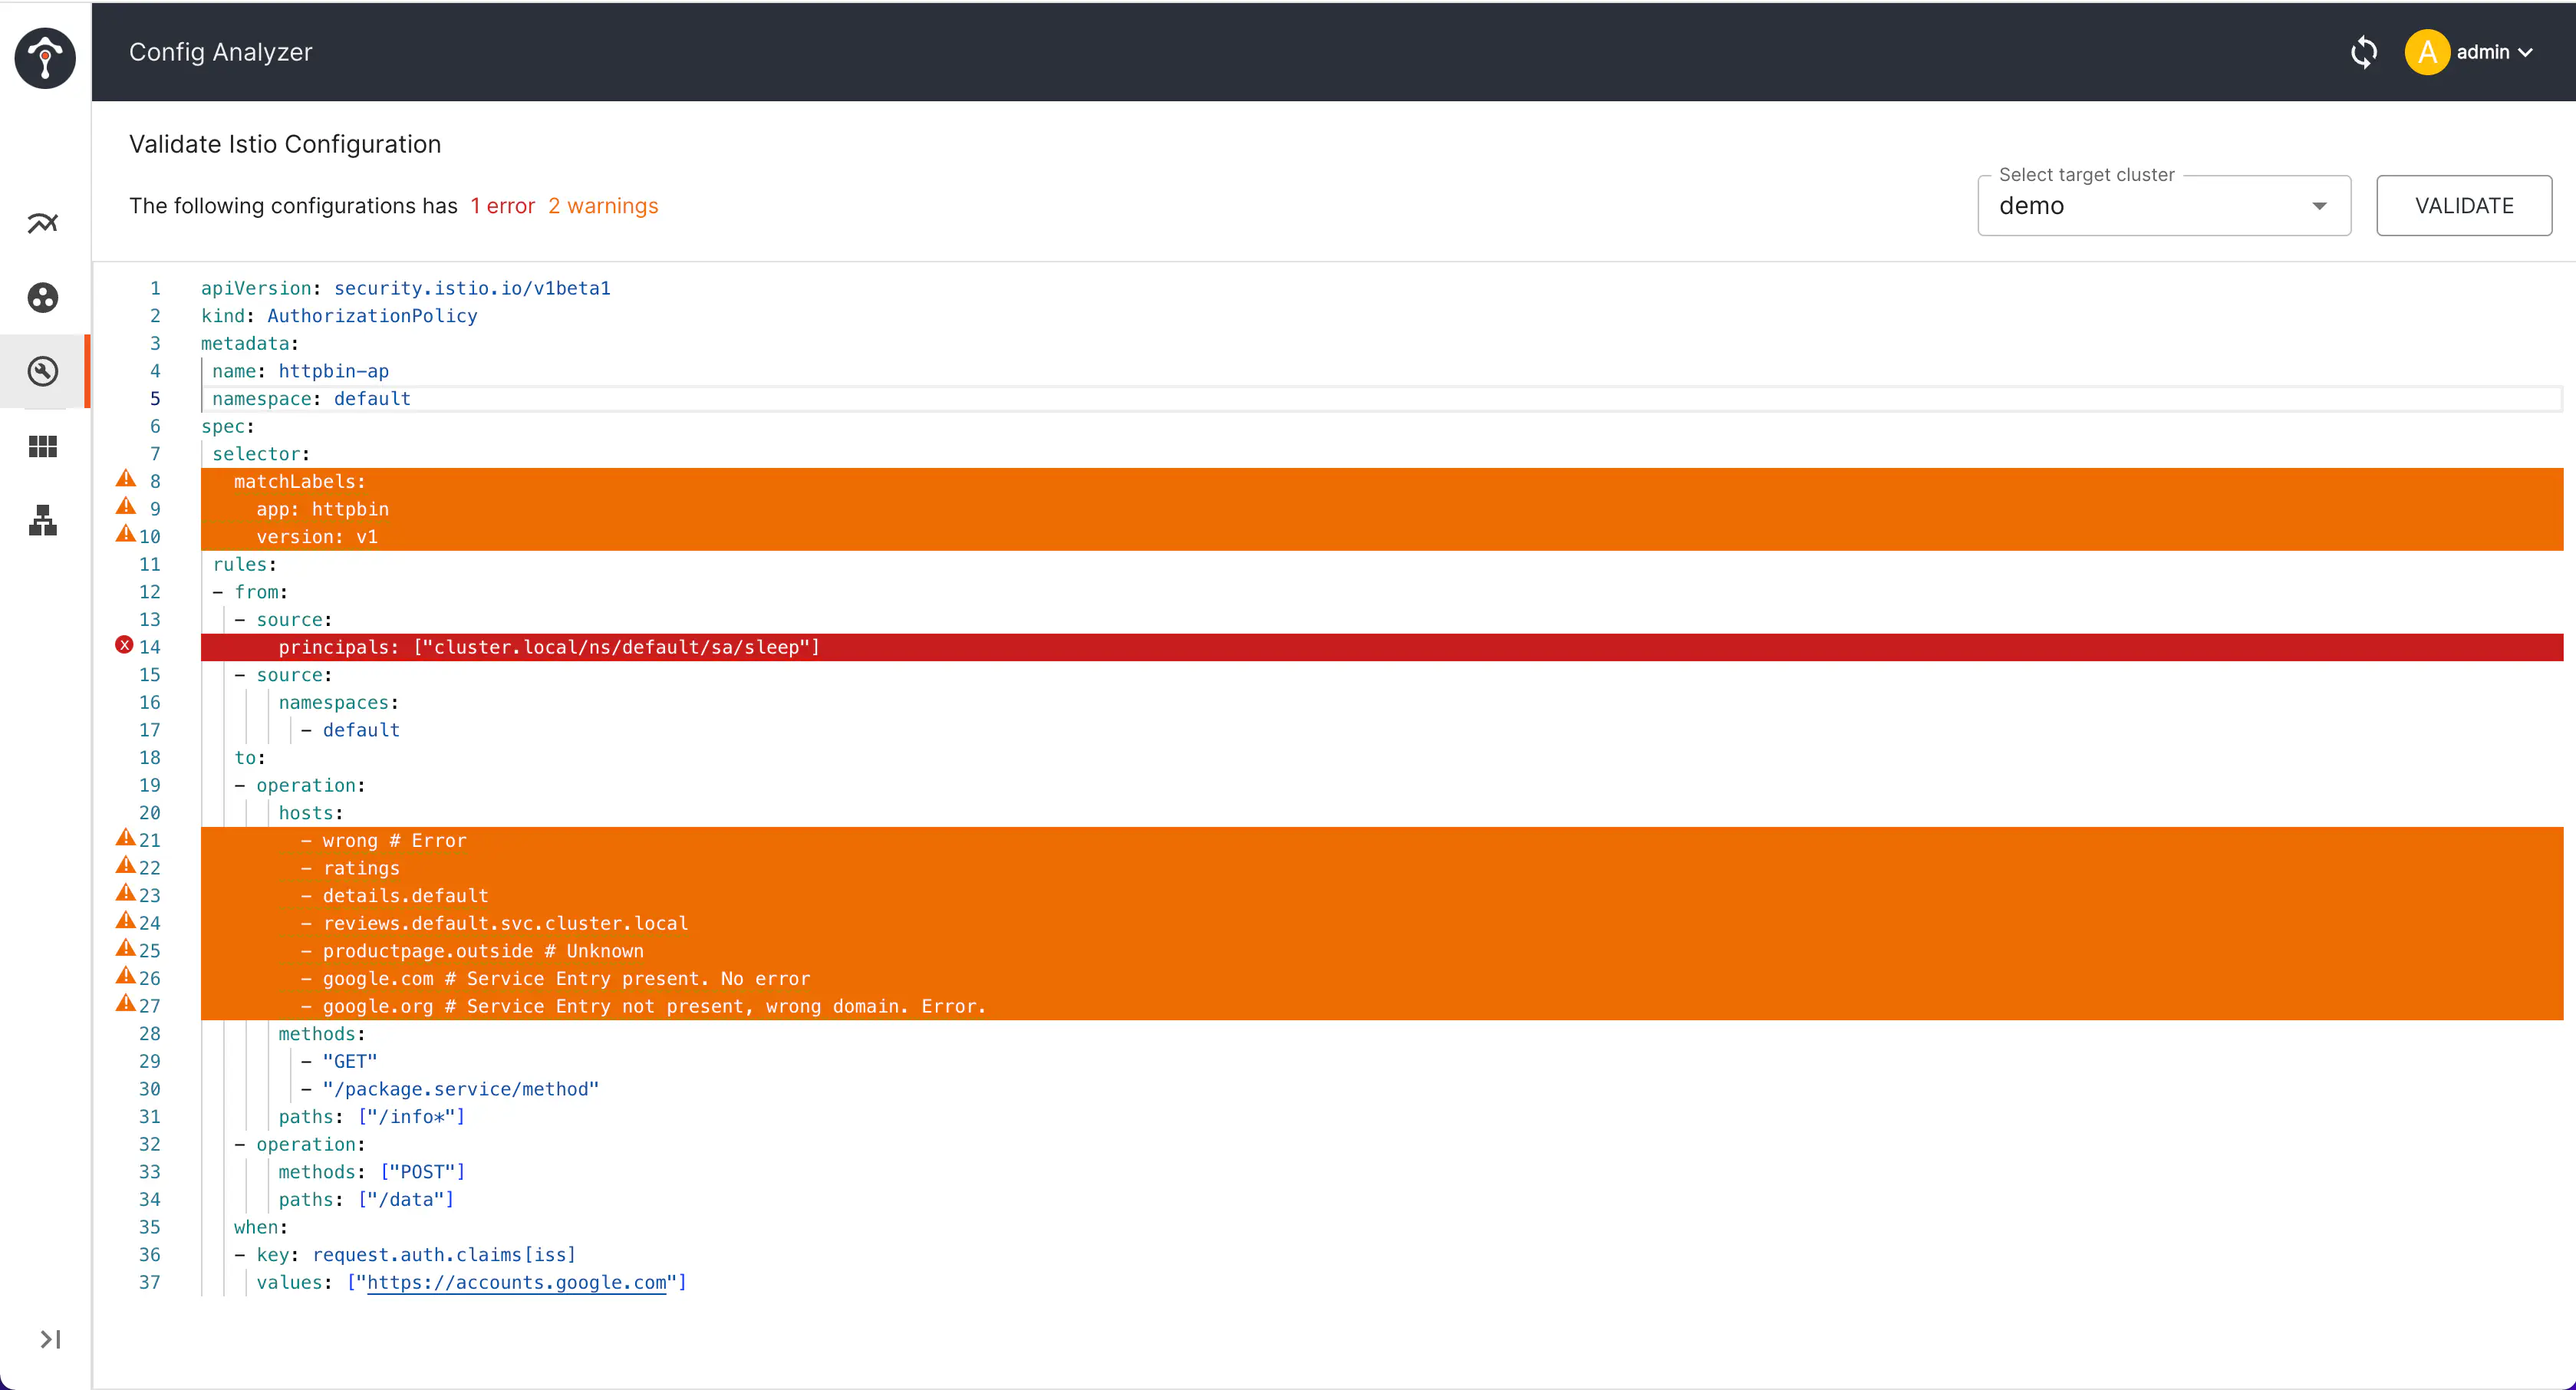 Config Analyzer
A admin
Validate Istio Configuration
The following configurations has 1 error 2 warnings
Select target cluster
demo
VALIDATE
1 apiVersion: security.istio.io/v1beta1
2 kind: AuthorizationPolicy
3 metadata:
4  name: httpbin-ap
5  namespace: default
6 spec:
7  selector:
8    matchLabels:
9      app: httpbin
10      version: v1
11  rules:
12  - from:
13    - source:
14        principals: ["cluster.local/ns/default/sa/sleep"]
15    - source:
16        namespaces:
17          - default
18    to:
19    - operation:
20        hosts:
21          - wrong # Error
22          - ratings
23          - details.default
24          - reviews.default.svc.cluster.local
25          - productpage.outside # Unknown
26          - google.com # Service Entry present. No error
27          - google.org # Service Entry not present, wrong domain. Error.
28        methods:
29          - "GET"
30          - "/package.service/method"
31        paths: ["/info*"]
32    - operation:
33        methods: ["POST"]
34        paths: ["/data"]
35    when:
36    - key: request.auth.claims[iss]
37      values: ["https://accounts.google.com"]